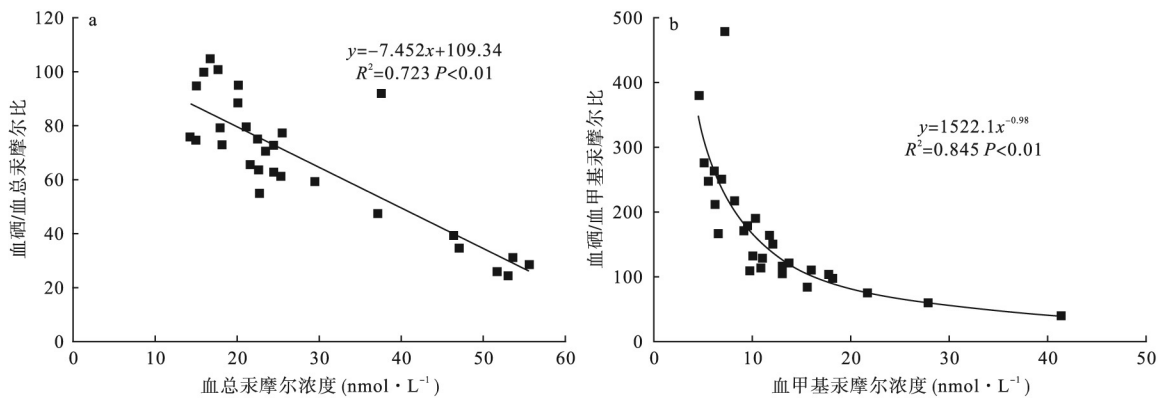 a
y=−7.452x+109.34
R²=0.723 P<0.01
血硒/血总汞摩尔比
120
100
80
60
40
20
0
0 10 20 30 40 50 60
血总汞摩尔浓度(nmol·L⁻¹)
b
y=1522.1x⁻⁰·⁹⁸
R²=0.845 P<0.01
血硒/血甲基汞摩尔比
500
400
300
200
100
0
0 10 20 30 40 50
血甲基汞摩尔浓度(nmol·L⁻¹)